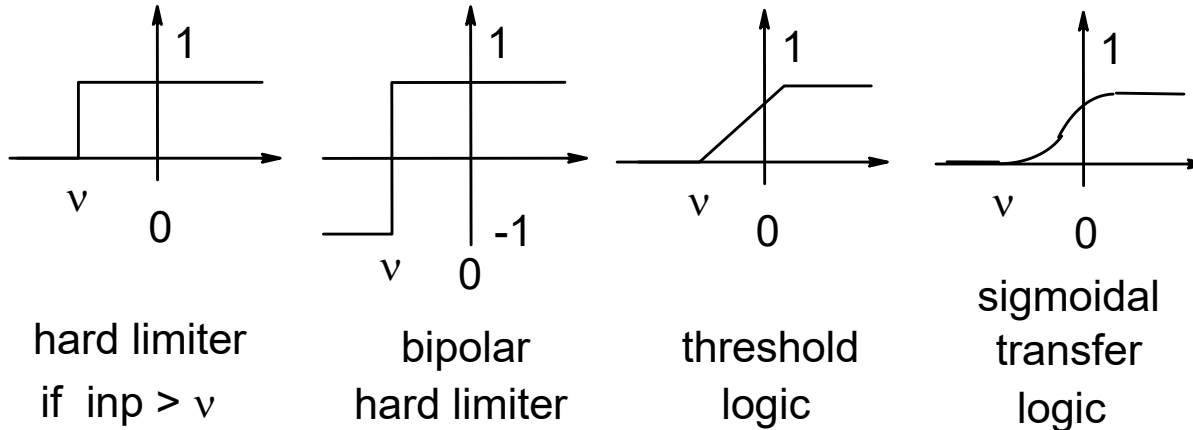 1
ν
0
hard limiter
if inp > ν
1
-1
ν
0
bipolar
hard limiter
1
ν
0
threshold
logic
1
ν
0
sigmoidal
transfer
logic